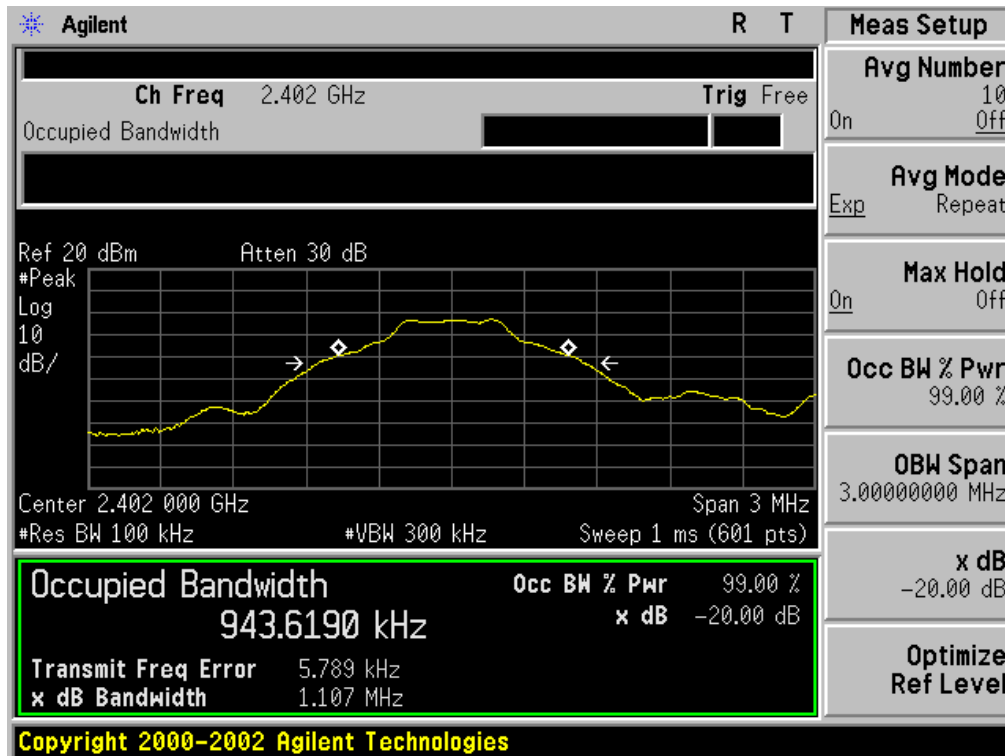 Agilent R T
Ch Freq 2.402 GHz Trig Free
Occupied Bandwidth
Ref 20 dBm Atten 30 dB
#Peak
Log
10
dB/
Center 2.402 000 GHz Span 3 MHz
#Res BW 100 kHz #VBW 300 kHz Sweep 1 ms (601 pts)
Occupied Bandwidth Occ BW % Pwr 99.00 %
943.6190 kHz x dB -20.00 dB
Transmit Freq Error 5.789 kHz
x dB Bandwidth 1.107 MHz
Copyright 2000-2002 Agilent Technologies
Meas Setup
Avg Number
10
On Off
Avg Mode
Exp Repeat
Max Hold
On Off
Occ BW % Pwr
99.00 %
OBW Span
3.00000000 MHz
x dB
-20.00 dB
Optimize
Ref Level